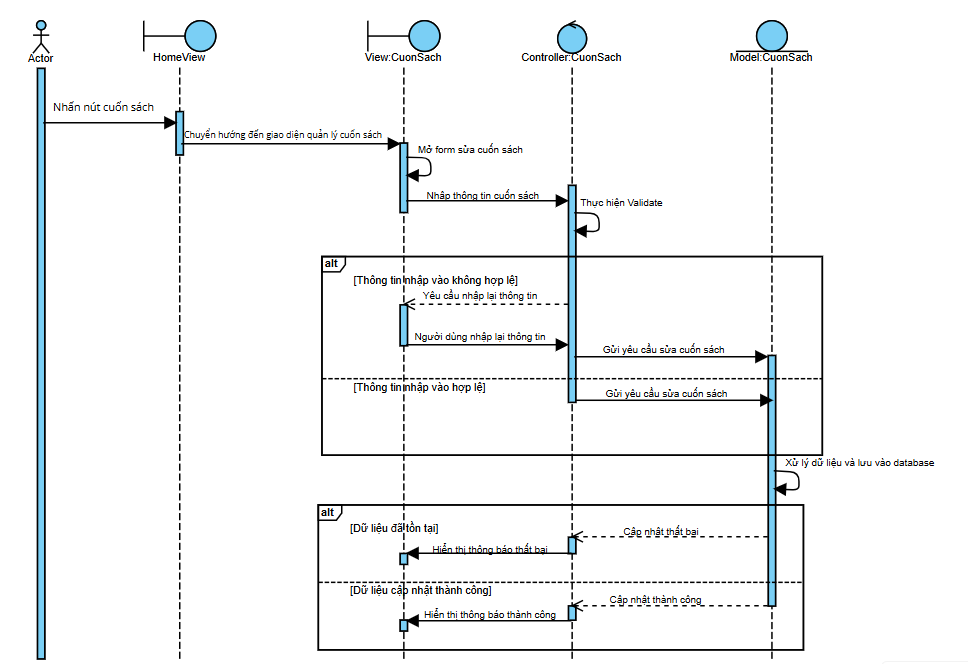 Actor
HomeView
View:CuonSach
Controller:CuonSach
Model:CuonSach
Nhấn nút cuốn sách
Chuyển hướng đến giao diện quản lý cuốn sách
Mở form sửa cuốn sách
Nhập thông tin cuốn sách
Thực hiện Validate
alt
[Thông tin nhập vào không hợp lệ]
Yêu cầu nhập lại thông tin
Người dùng nhập lại thông tin
Gửi yêu cầu sửa cuốn sách
[Thông tin nhập vào hợp lệ]
Gửi yêu cầu sửa cuốn sách
Xử lý dữ liệu và lưu vào database
alt
[Dữ liệu đã tồn tại]
Cập nhật thất bại
Hiển thị thông báo thất bại
[Dữ liệu cập nhật thành công]
Cập nhật thành công
Hiển thị thông báo thành công